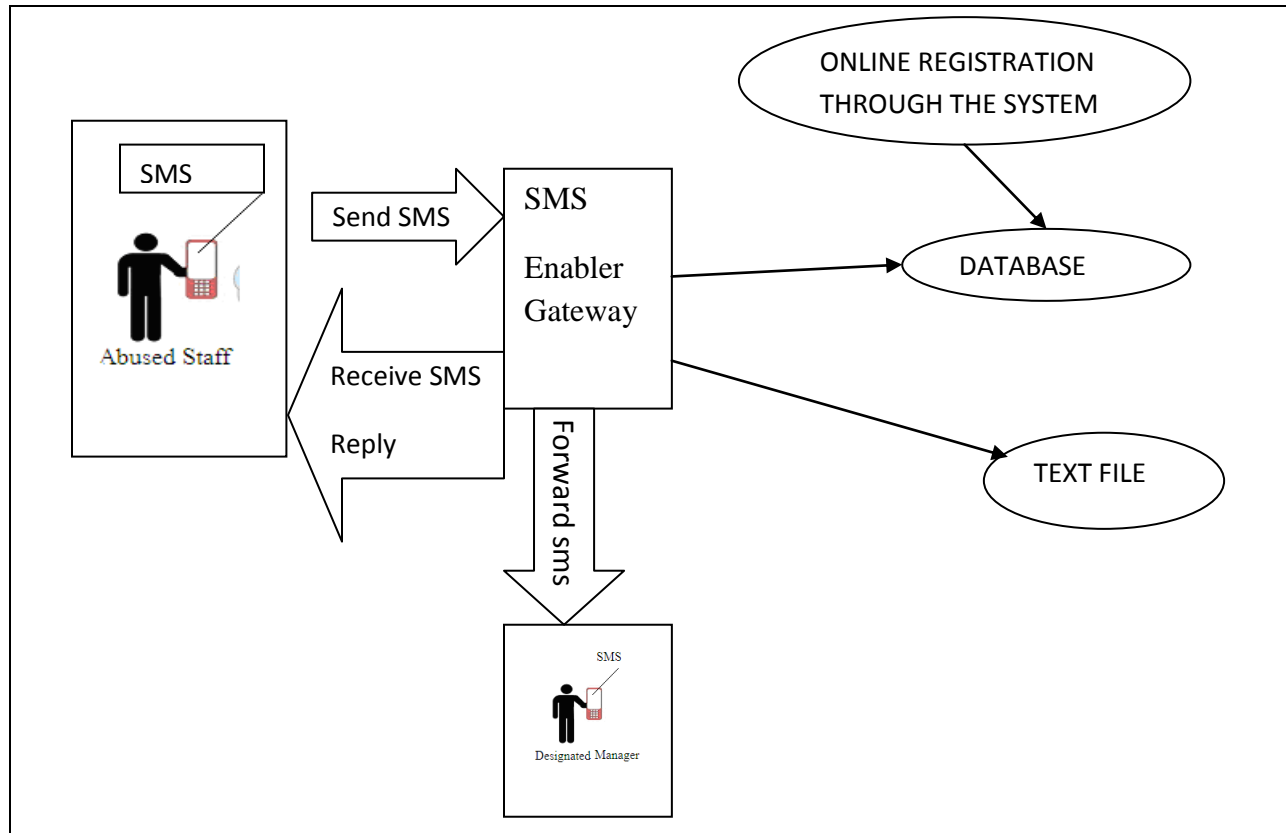 ONLINE REGISTRATION
THROUGH THE SYSTEM
SMS
Send SMS
SMS
Enabler
Gateway
DATABASE
Abused Staff
Receive SMS
Reply
Forward sms
TEXT FILE
SMS
Designated Manager